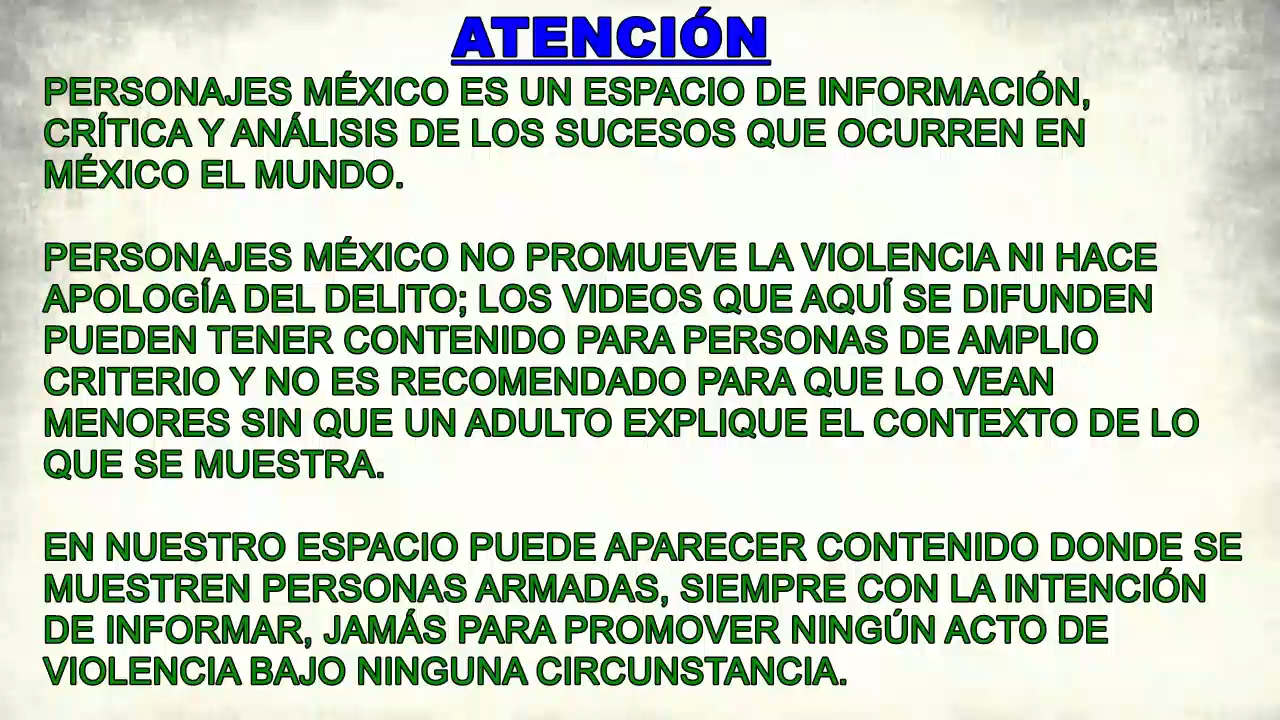 ATENCIÓN
PERSONAJES MÉXICO ES UN ESPACIO DE INFORMACIÓN,
CRÍTICA Y ANÁLISIS DE LOS SUCESOS QUE OCURREN EN
MÉXICO EL MUNDO.
PERSONAJES MÉXICO NO PROMUEVE LA VIOLENCIA NI HACE
APOLOGÍA DEL DELITO; LOS VIDEOS QUE AQUÍ SE DIFUNDEN
PUEDEN TENER CONTENIDO PARA PERSONAS DE AMPLIO
CRITERIO Y NO ES RECOMENDADO PARA QUE LO VEAN
MENORES SIN QUE UN ADULTO EXPLIQUE EL CONTEXTO DE LO
QUE SE MUESTRA.
EN NUESTRO ESPACIO PUEDE APARECER CONTENIDO DONDE SE
MUESTREN PERSONAS ARMADAS, SIEMPRE CON LA INTENCIÓN
DE INFORMAR, JAMÁS PARA PROMOVER NINGÚN ACTO DE
VIOLENCIA BAJO NINGUNA CIRCUNSTANCIA.